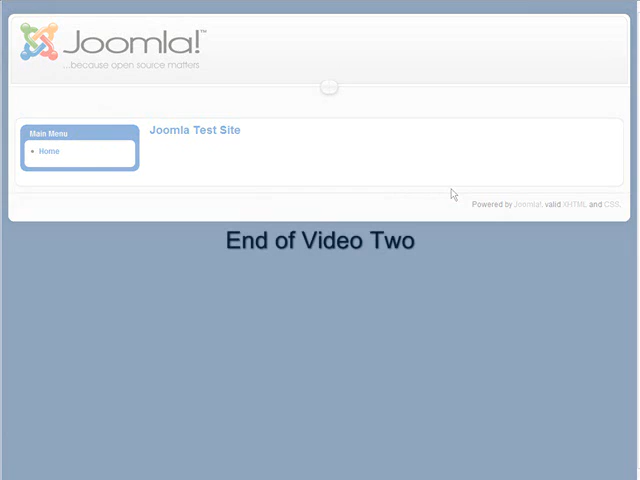 Joomla!™
...because open source matters
Main Menu
Joomla Test Site
Home
Powered by Joomla!. valid XHTML and CSS.
End of Video Two